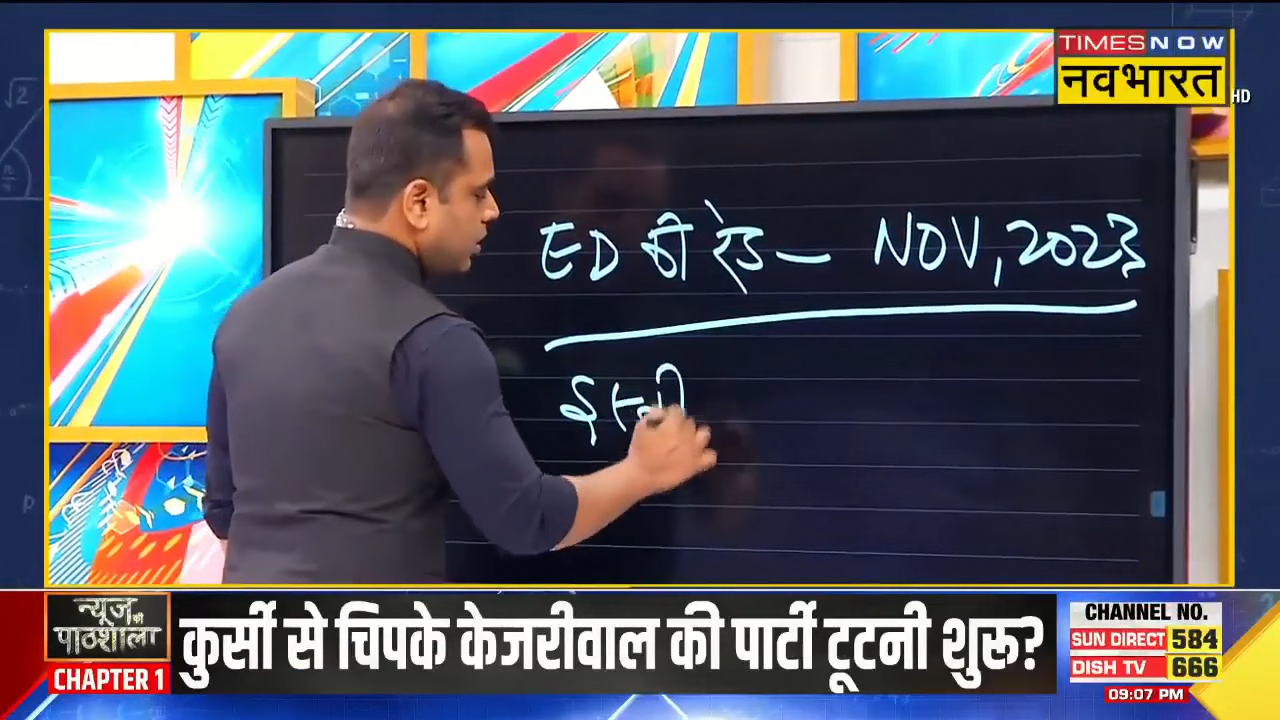 TIMES NOW
नवभारत
HD
√2
ED की रेड – NOV, 2023
न्यूज़ की
पाठशाला
CHAPTER 1
कुर्सी से चिपके केजरीवाल की पार्टी टूटनी शुरू?
CHANNEL NO.
SUN DIRECT 584
DISH TV 666
09:07 PM